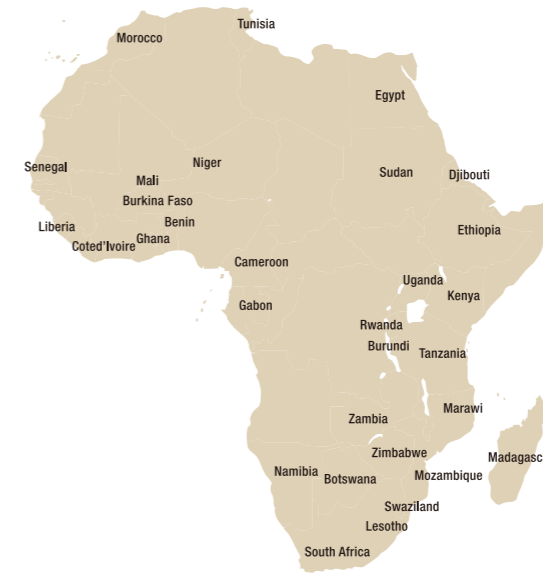 Tunisia
Morocco
Egypt
Niger
Senegal
Sudan
Djibouti
Mali
Burkina Faso
Benin
Liberia
Ghana
Coted'Ivoire
Ethiopia
Cameroon
Uganda
Kenya
Gabon
Rwanda
Burundi
Tanzania
Marawi
Zambia
Zimbabwe
Madagasc
Namibia
Botswana
Mozambique
Swaziland
Lesotho
South Africa